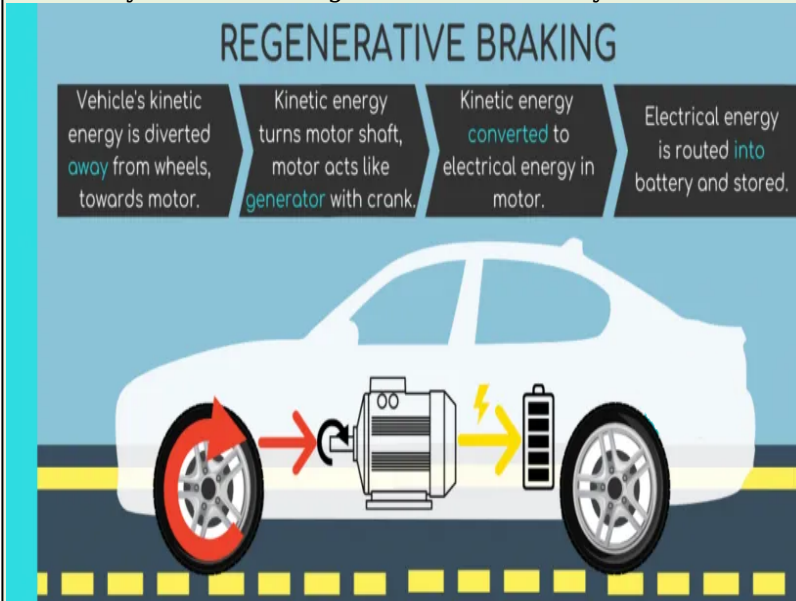 REGENERATIVE BRAKING
Vehicle's kinetic
energy is diverted
away from wheels,
towards motor.
Kinetic energy
turns motor shaft,
motor acts like
generator with crank.
Kinetic energy
converted to
electrical energy in
motor.
Electrical energy
is routed into
battery and stored.